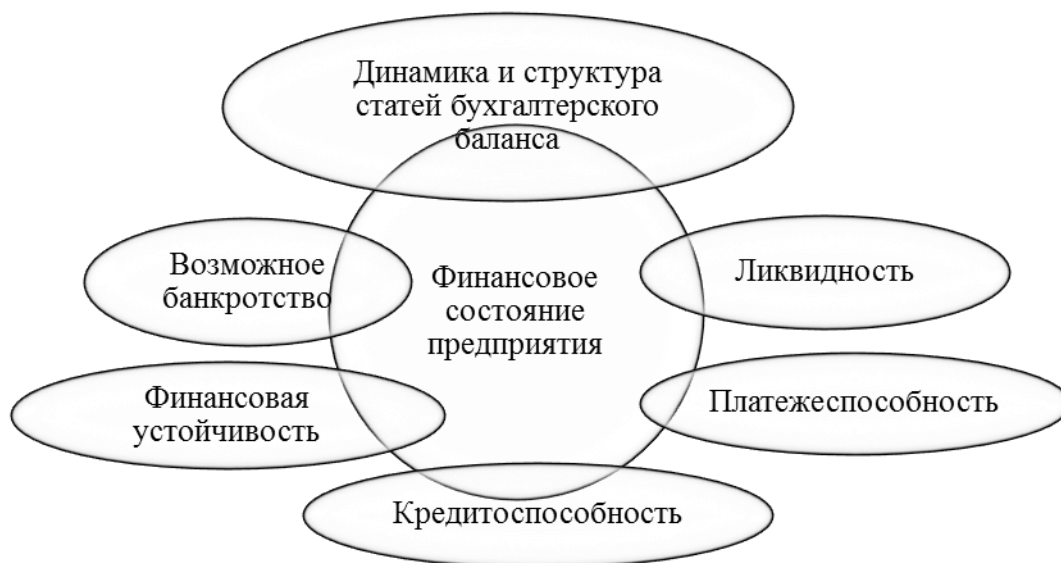 Динамика и структура
статей бухгалтерского
баланса
Возможное
банкротство
Финансовое
состояние
предприятия
Ликвидность
Финансовая
устойчивость
Платежеспособность
Кредитоспособность